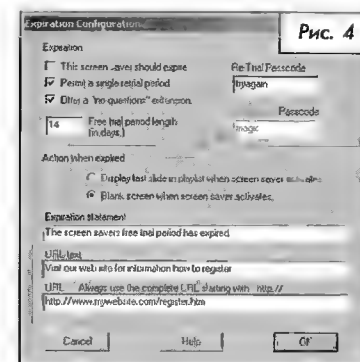 Expiration Configuration
Рис. 4
Expiration
This screen saver should expire
Re-Trial Passcode
Permit a single retrial period
tryagain
Offer a "no questions" extension.
Passcode
14
Free trial period length
(in days.)
magic
Action when expired
Display last slide in playlist when screen saver activates.
Blank screen when screen saver activates.
Expiration statement
The screen savers free trial period has expired
URL text
Visit our web site for information how to register
URL Always use the complete URL starting with http://
http://www.mywebsite.com/register.htm
Cancel
Help
OK